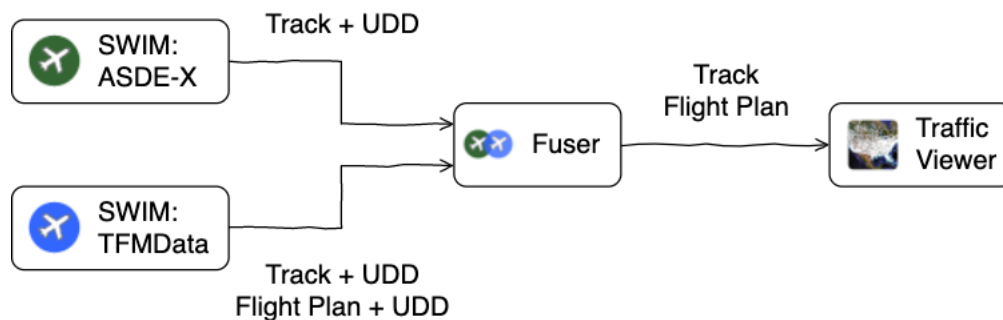 Track + UDD
SWIM:
ASDE-X
Track
Flight Plan
Fuser
Traffic
Viewer
SWIM:
TFMData
Track + UDD
Flight Plan + UDD